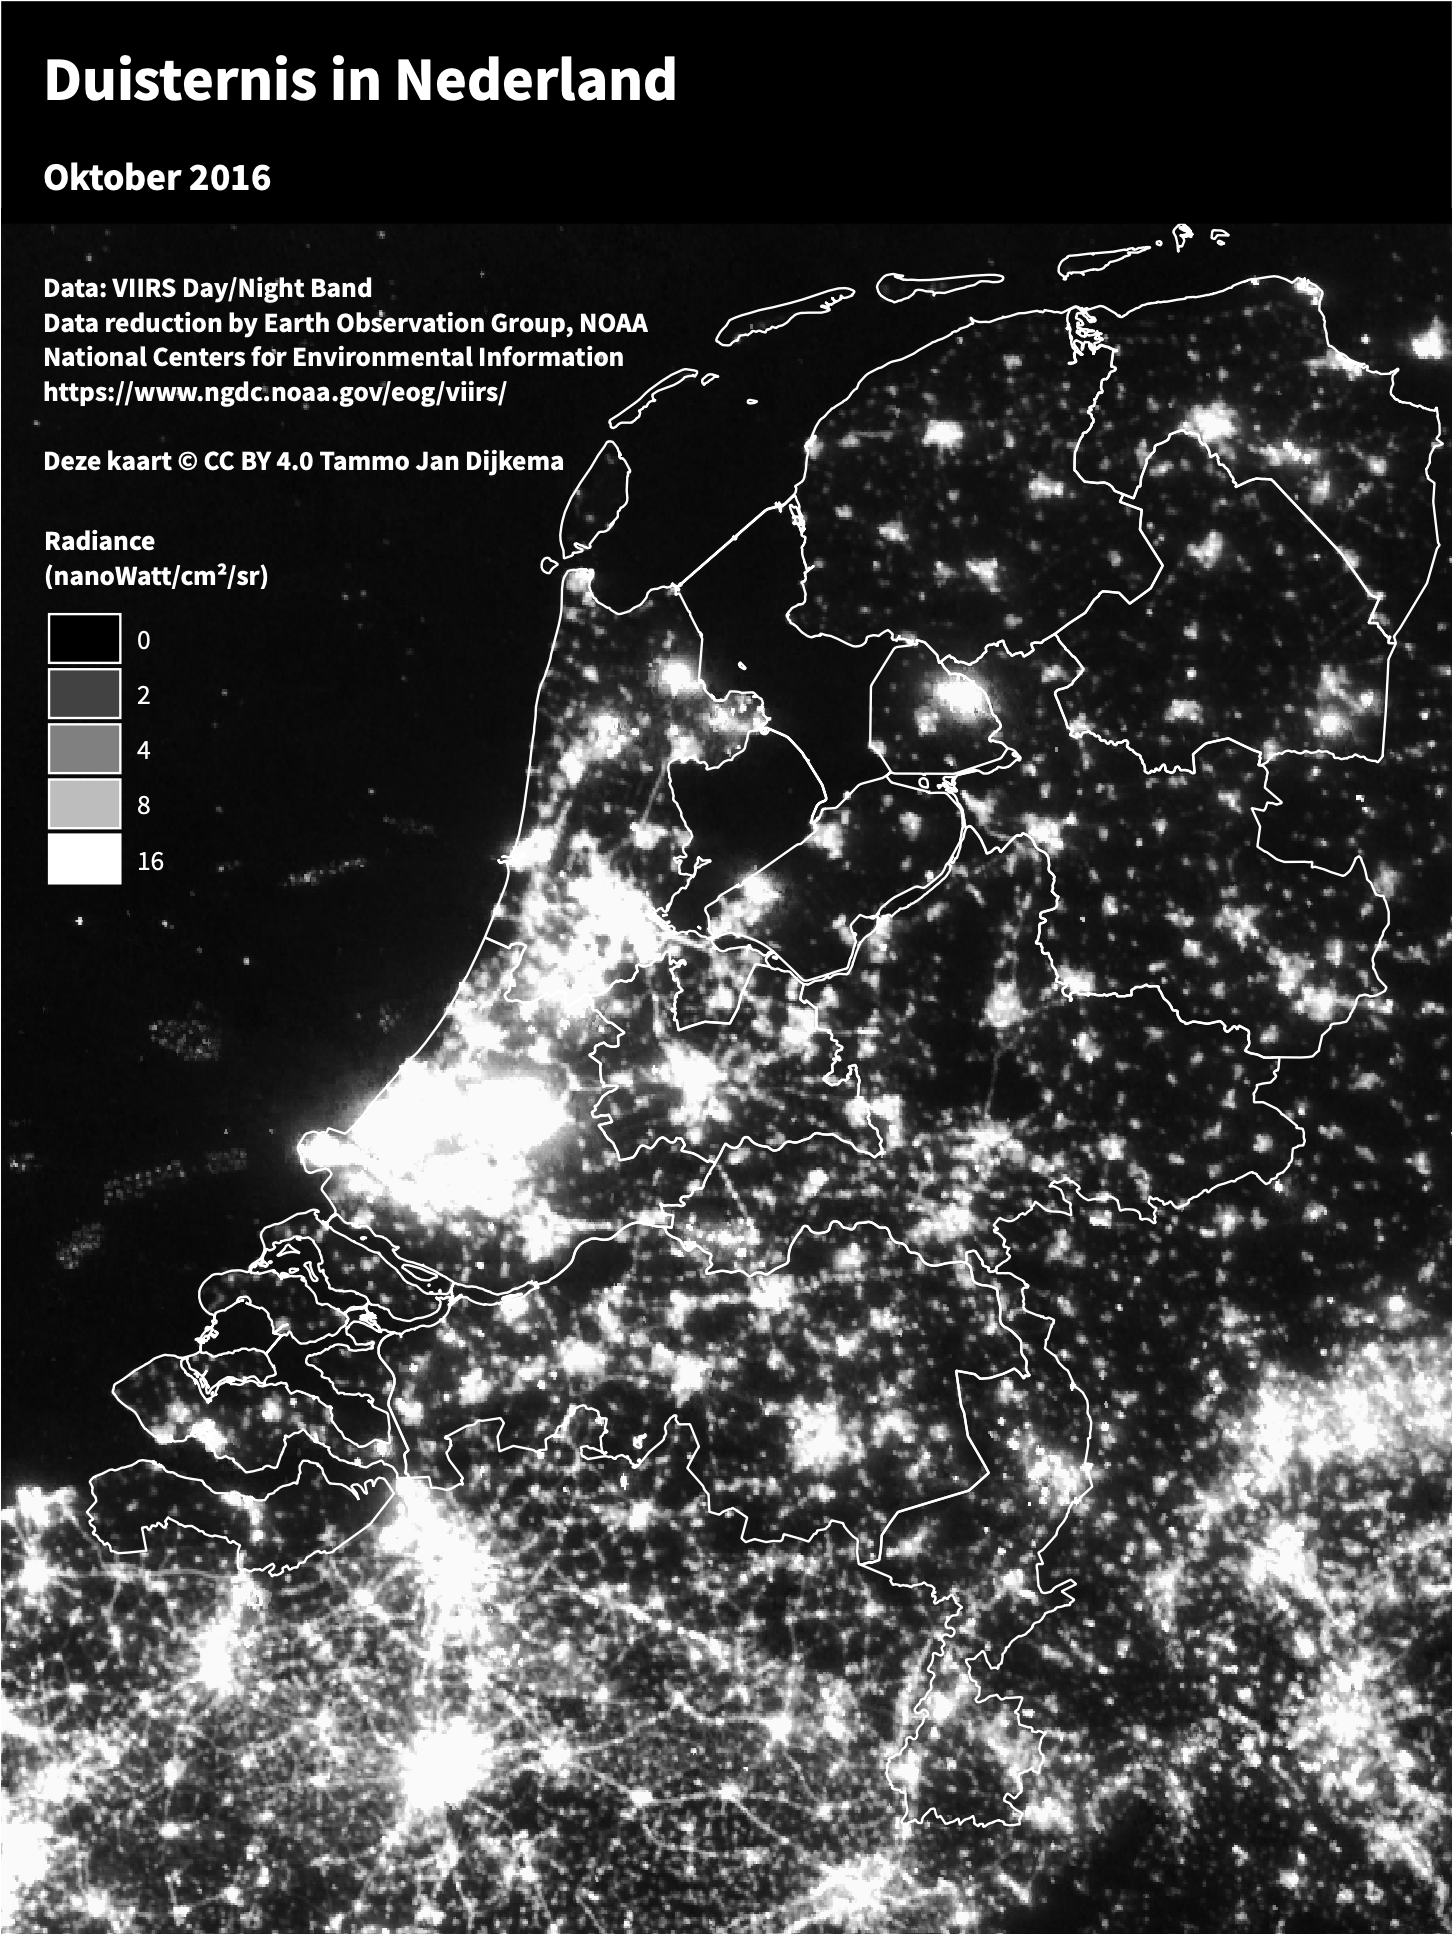 Duisternis in Nederland
Oktober 2016
Data: VIIRS Day/Night Band
Data reduction by Earth Observation Group, NOAA
National Centers for Environmental Information
https://www.ngdc.noaa.gov/eog/viirs/
Deze kaart © CC BY 4.0 Tammo Jan Dijkema
Radiance
(nanoWatt/cm²/sr)
0
2
4
8
16